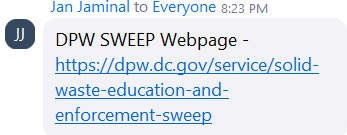 Jan Jaminal to Everyone 8:23 PM
JJ
DPW SWEEP Webpage -
https://dpw.dc.gov/service/solid-
waste-education-and-
enforcement-sweep